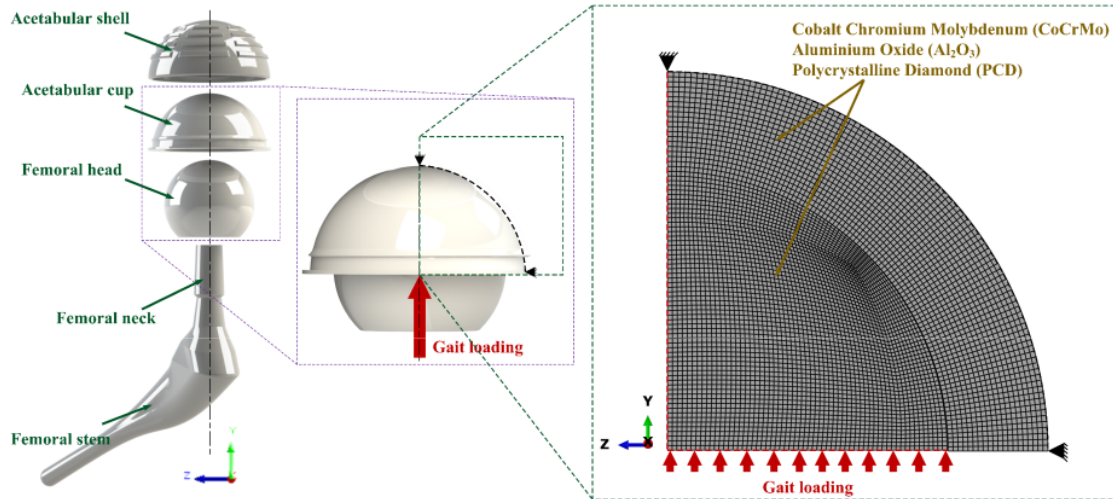 Acetabular shell
Acetabular cup
Femoral head
Femoral neck
Femoral stem
Y
Z
Gait loading
Cobalt Chromium Molybdenum (CoCrMo)
Aluminium Oxide (Al₂O₃)
Polycrystalline Diamond (PCD)
Y
Z
X
Gait loading